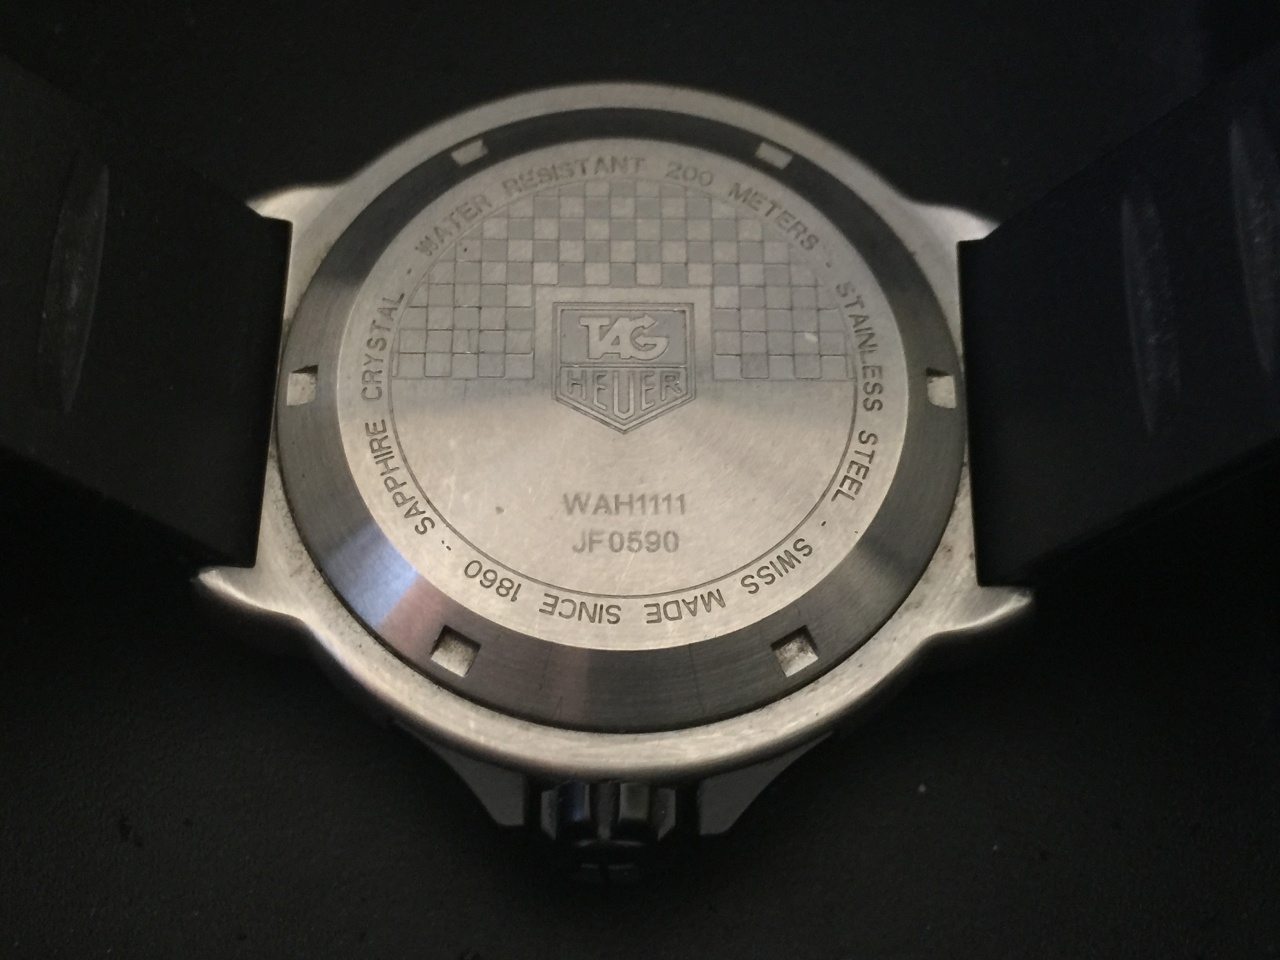 WATER RESISTANT 200 METERS - STAINLESS STEEL - SWISS MADE SINCE 1860 - SAPPHIRE CRYSTAL -
TAG
HEUER
WAH1111
JF0590